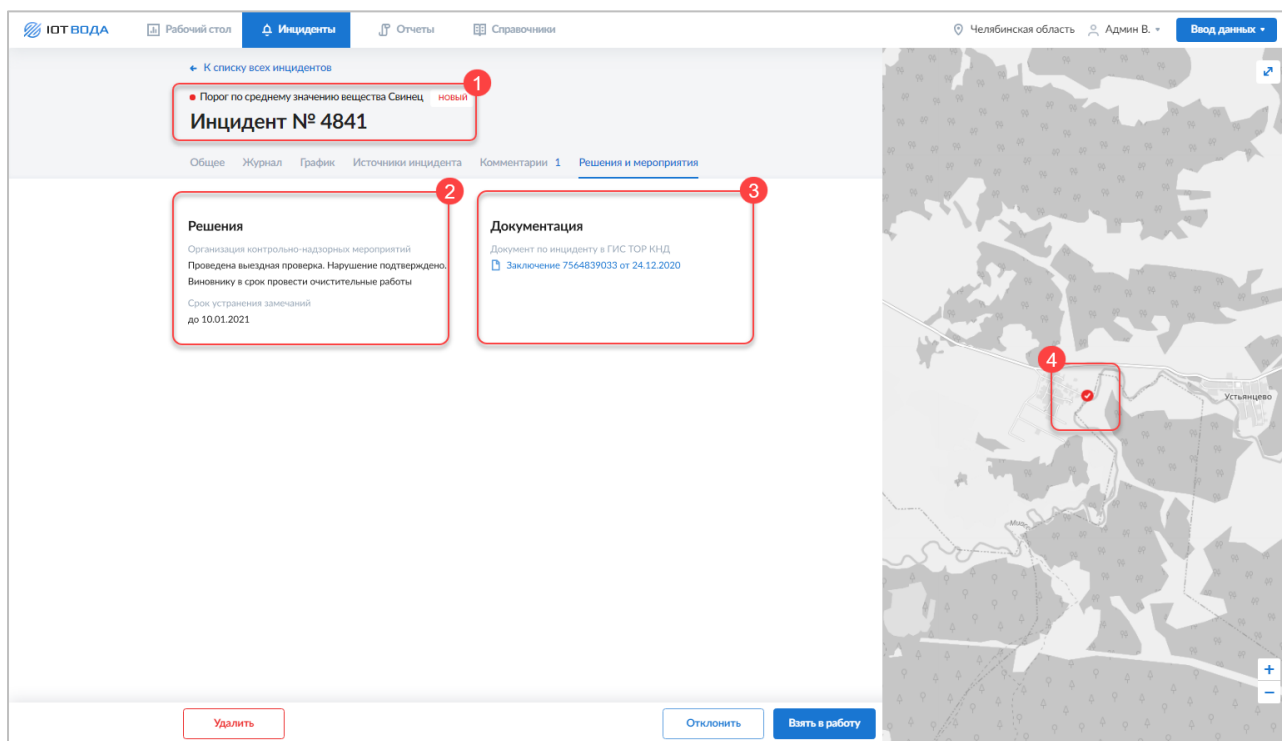 IOT ВОДА
Рабочий стол
Инциденты
Отчеты
Справочники
Челябинская область
Админ В.
Ввод данных
К списку всех инцидентов
1
Порог по среднему значению вещества Свинец
НОВЫЙ
Инцидент № 4841
Общее
Журнал
График
Источники инцидента
Комментарии 1
Решения и мероприятия
2
Решения
Организация контрольно-надзорных мероприятий
Проведена выездная проверка. Нарушение подтверждено.
Виновнику в срок провести очистительные работы
Срок устранения замечаний
до 10.01.2021
3
Документация
Документ по инциденту в ГИС ТОР КНД
Заключение 7564839033 от 24.12.2020
4
Устьянцево
Миасс
+
−
Удалить
Отклонить
Взять в работу